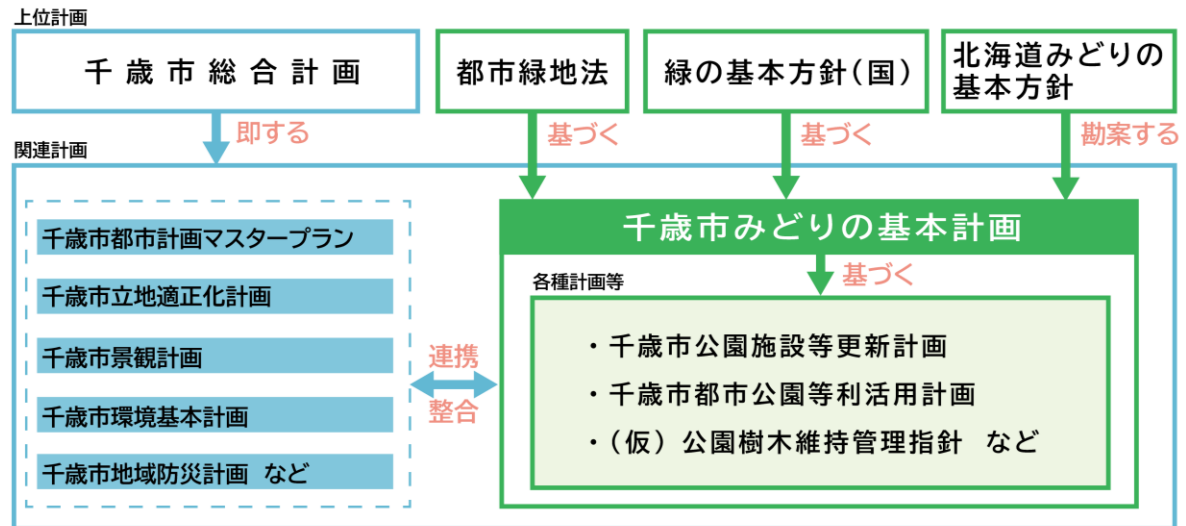 上位計画
千歳市総合計画
都市緑地法
緑の基本方針(国)
北海道みどりの
基本方針
即する
基づく
基づく
勘案する
関連計画
千歳市都市計画マスタープラン
千歳市立地適正化計画
千歳市景観計画
千歳市環境基本計画
千歳市地域防災計画 など
連携
整合
千歳市みどりの基本計画
基づく
各種計画等
・千歳市公園施設等更新計画
・千歳市都市公園等利活用計画
・(仮)公園樹木維持管理指針 など